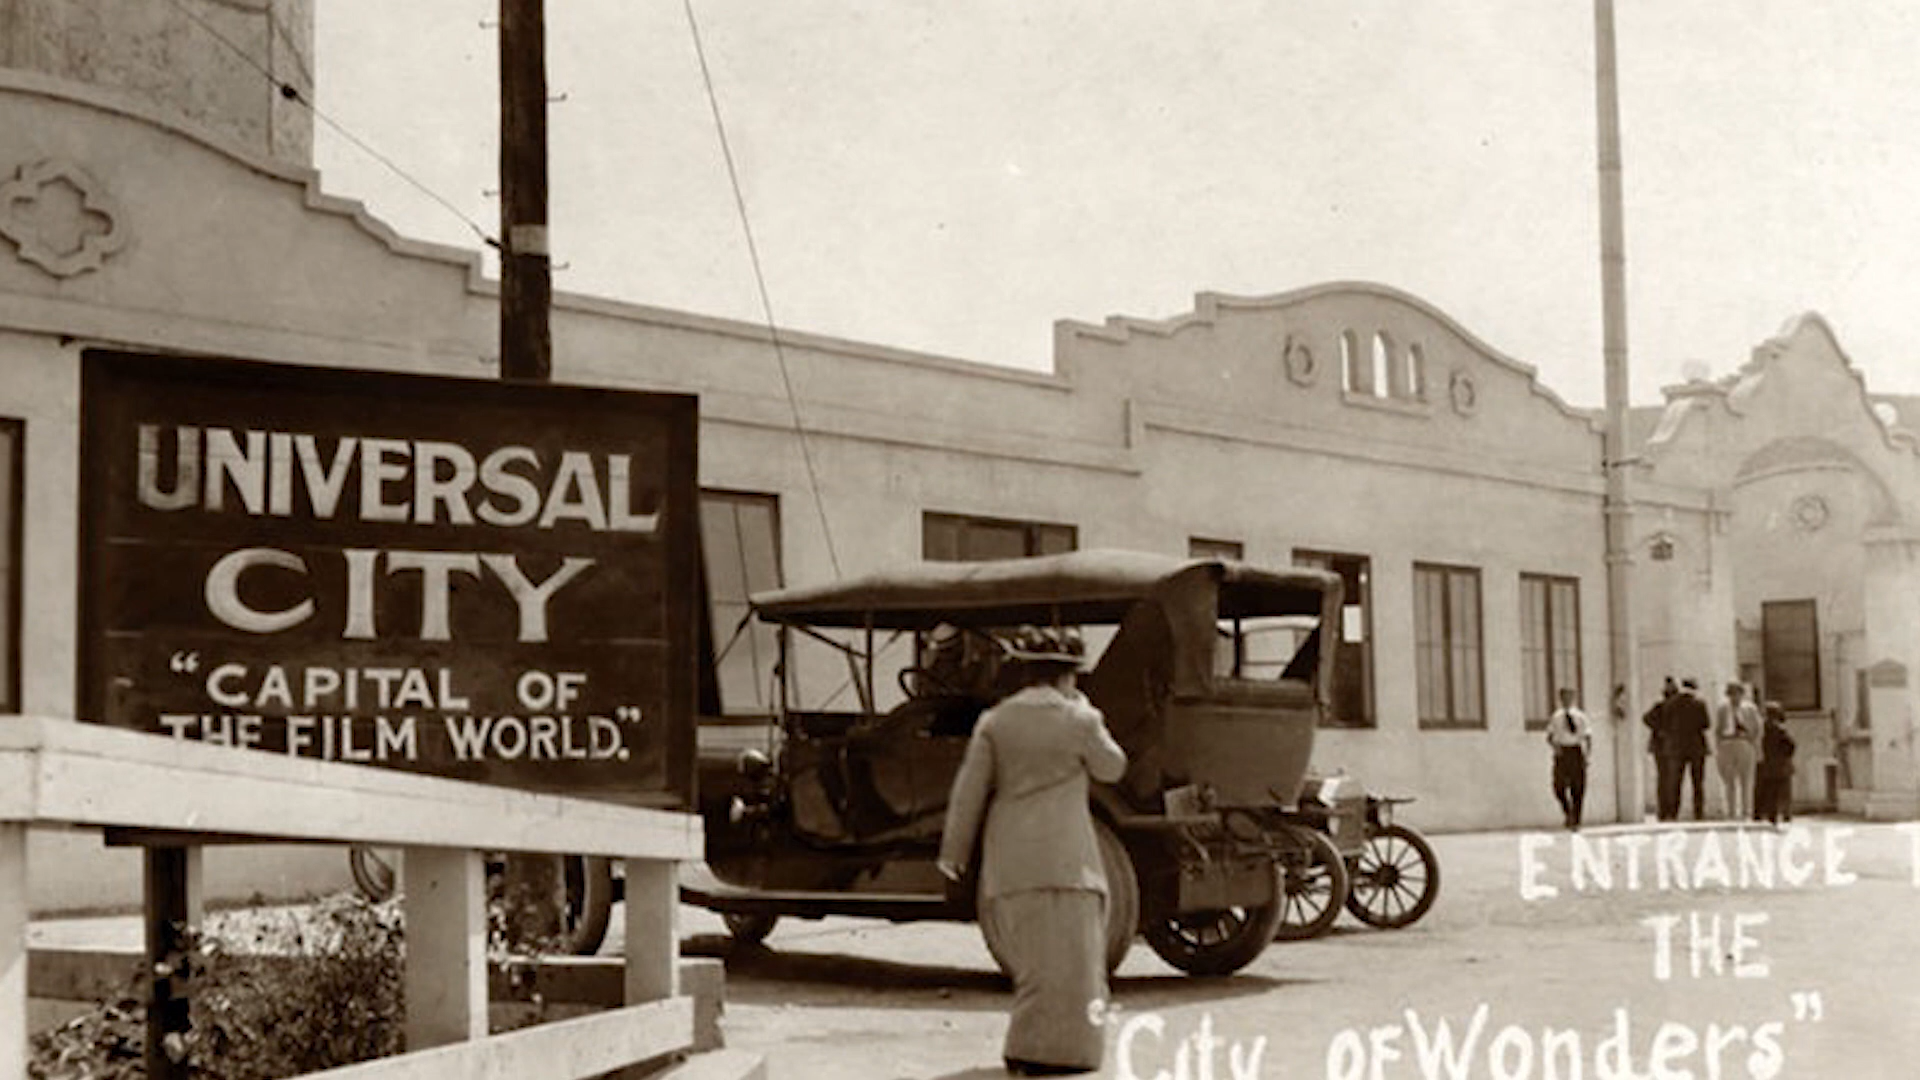 UNIVERSAL
CITY
"CAPITAL OF
THE FILM WORLD."
ENTRANCE
THE
"City of Wonders"